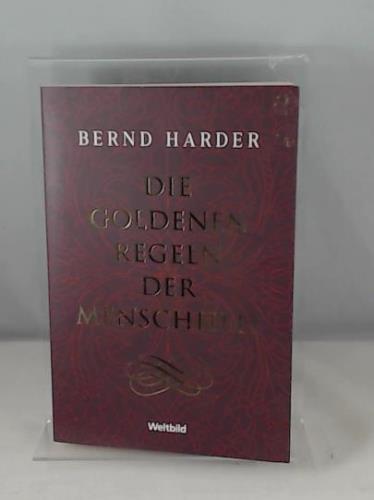 BERND HARDER
DIE
GOLDENEN
REGELN
DER
MENSCHHEIT
Weltbild